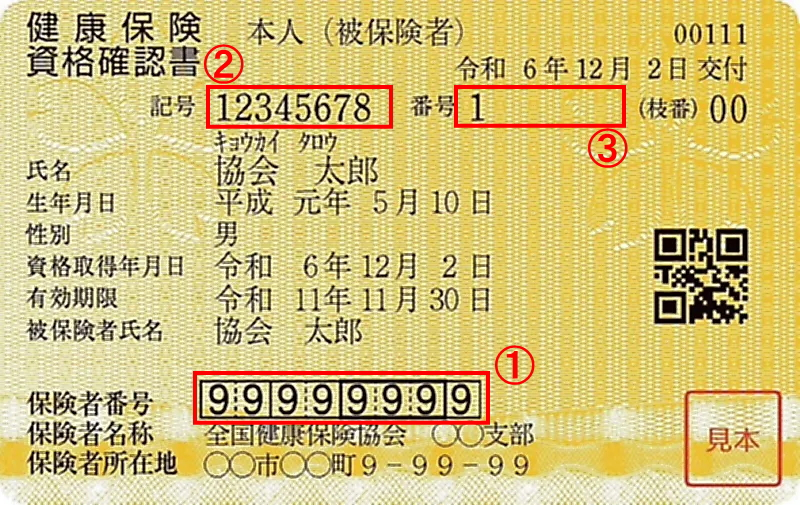 健康保険 本人（被保険者） 00111
資格確認書 ② 令和 6年12月 2日 交付
記号 12345678 番号 1 (枝番) 00
③
キョウカイ タロウ
氏名 協会 太郎
生年月日 平成 元年 5月10日
性別 男
資格取得年月日 令和 6年12月 2日
有効期限 令和 11年11月30日
被保険者氏名 協会 太郎
①
保険者番号 99999999
保険者名称 全国健康保険協会 ○○支部
保険者所在地 ○○市○○町9－99－99
見本